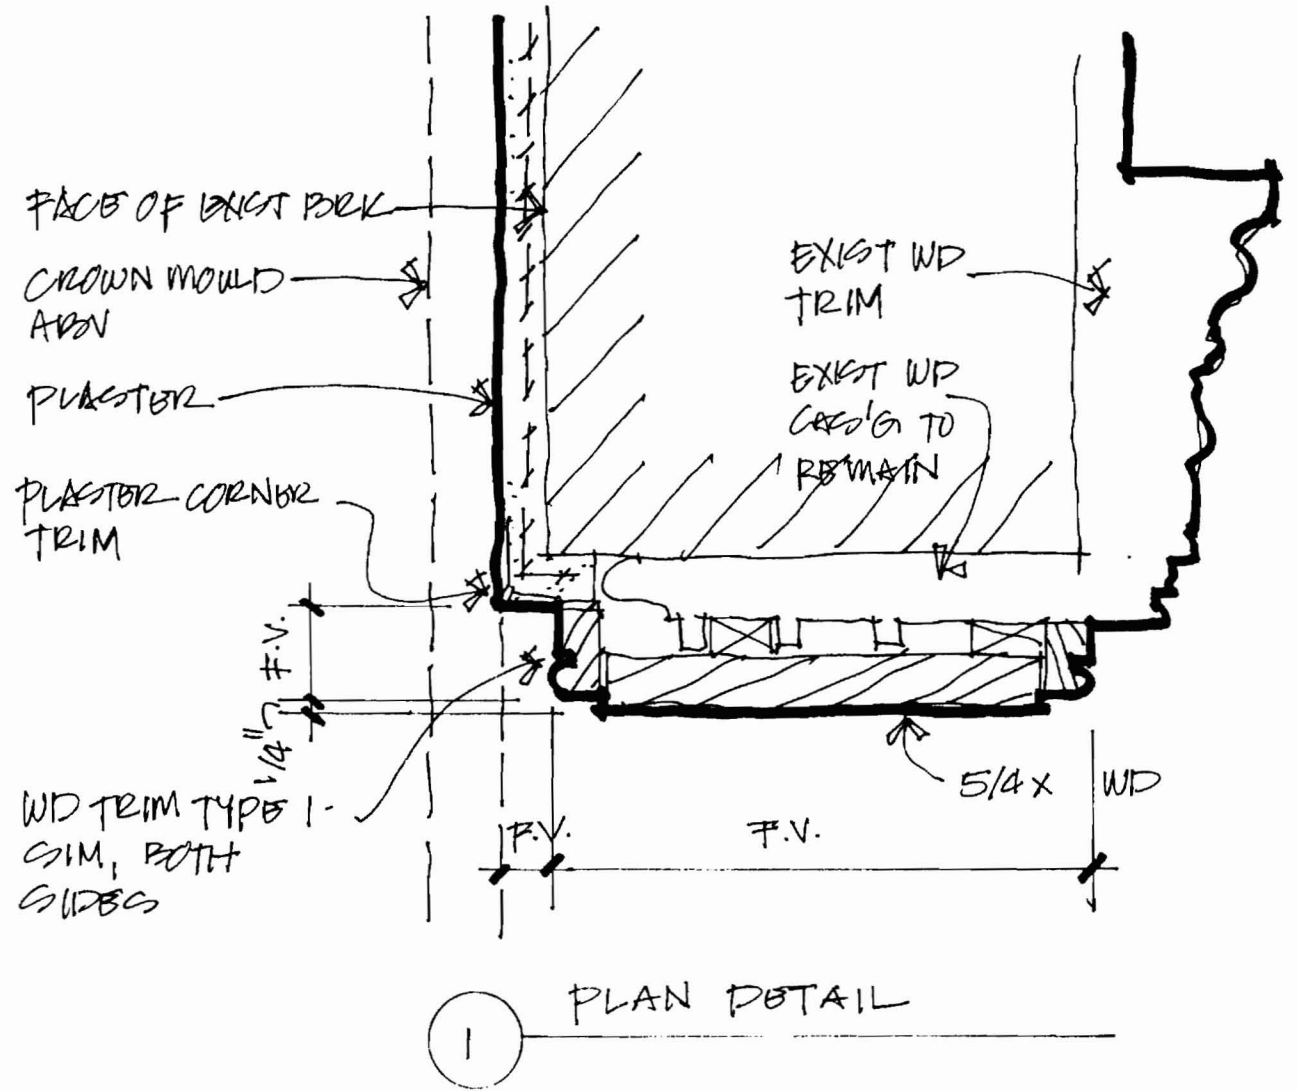 FACE OF EXIST BRK
CROWN MOULD
ABV
PLASTER
PLASTER CORNER
TRIM
EXIST WD
TRIM
EXIST WD
CAS'G TO
REMAIN
F.V.
1/4"
WD TRIM TYPE 1-
SIM, BOTH
SIDES
5/4 X WD
F.V.
F.V.
1
PLAN DETAIL